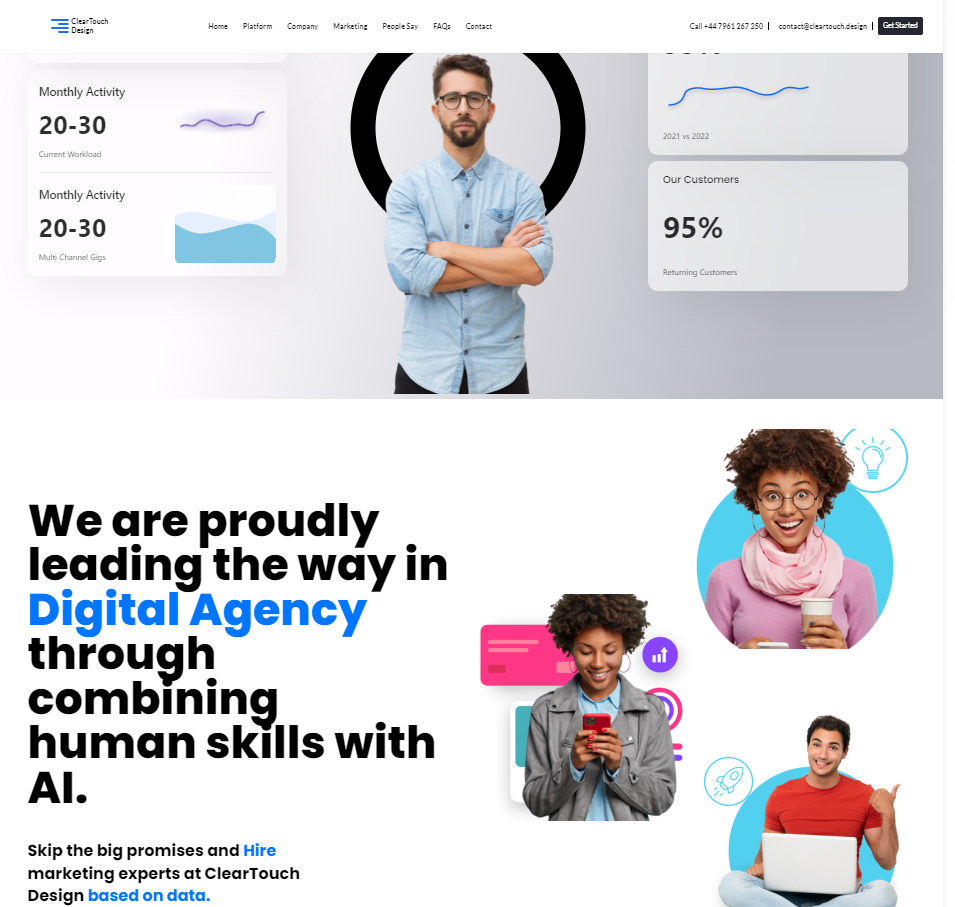 ClearTouch
Design
Home Platform Company Marketing People Say FAQs Contact
Call +44 7961 267 350 | contact@cleartouch.design | Get Started
Monthly Activity
20-30
Current Workload
Monthly Activity
20-30
Multi Channel Gigs
2021 vs 2022
Our Customers
95%
Returning Customers
We are proudly
leading the way in
Digital Agency
through
combining
human skills with
AI.
Skip the big promises and Hire
marketing experts at ClearTouch
Design based on data.